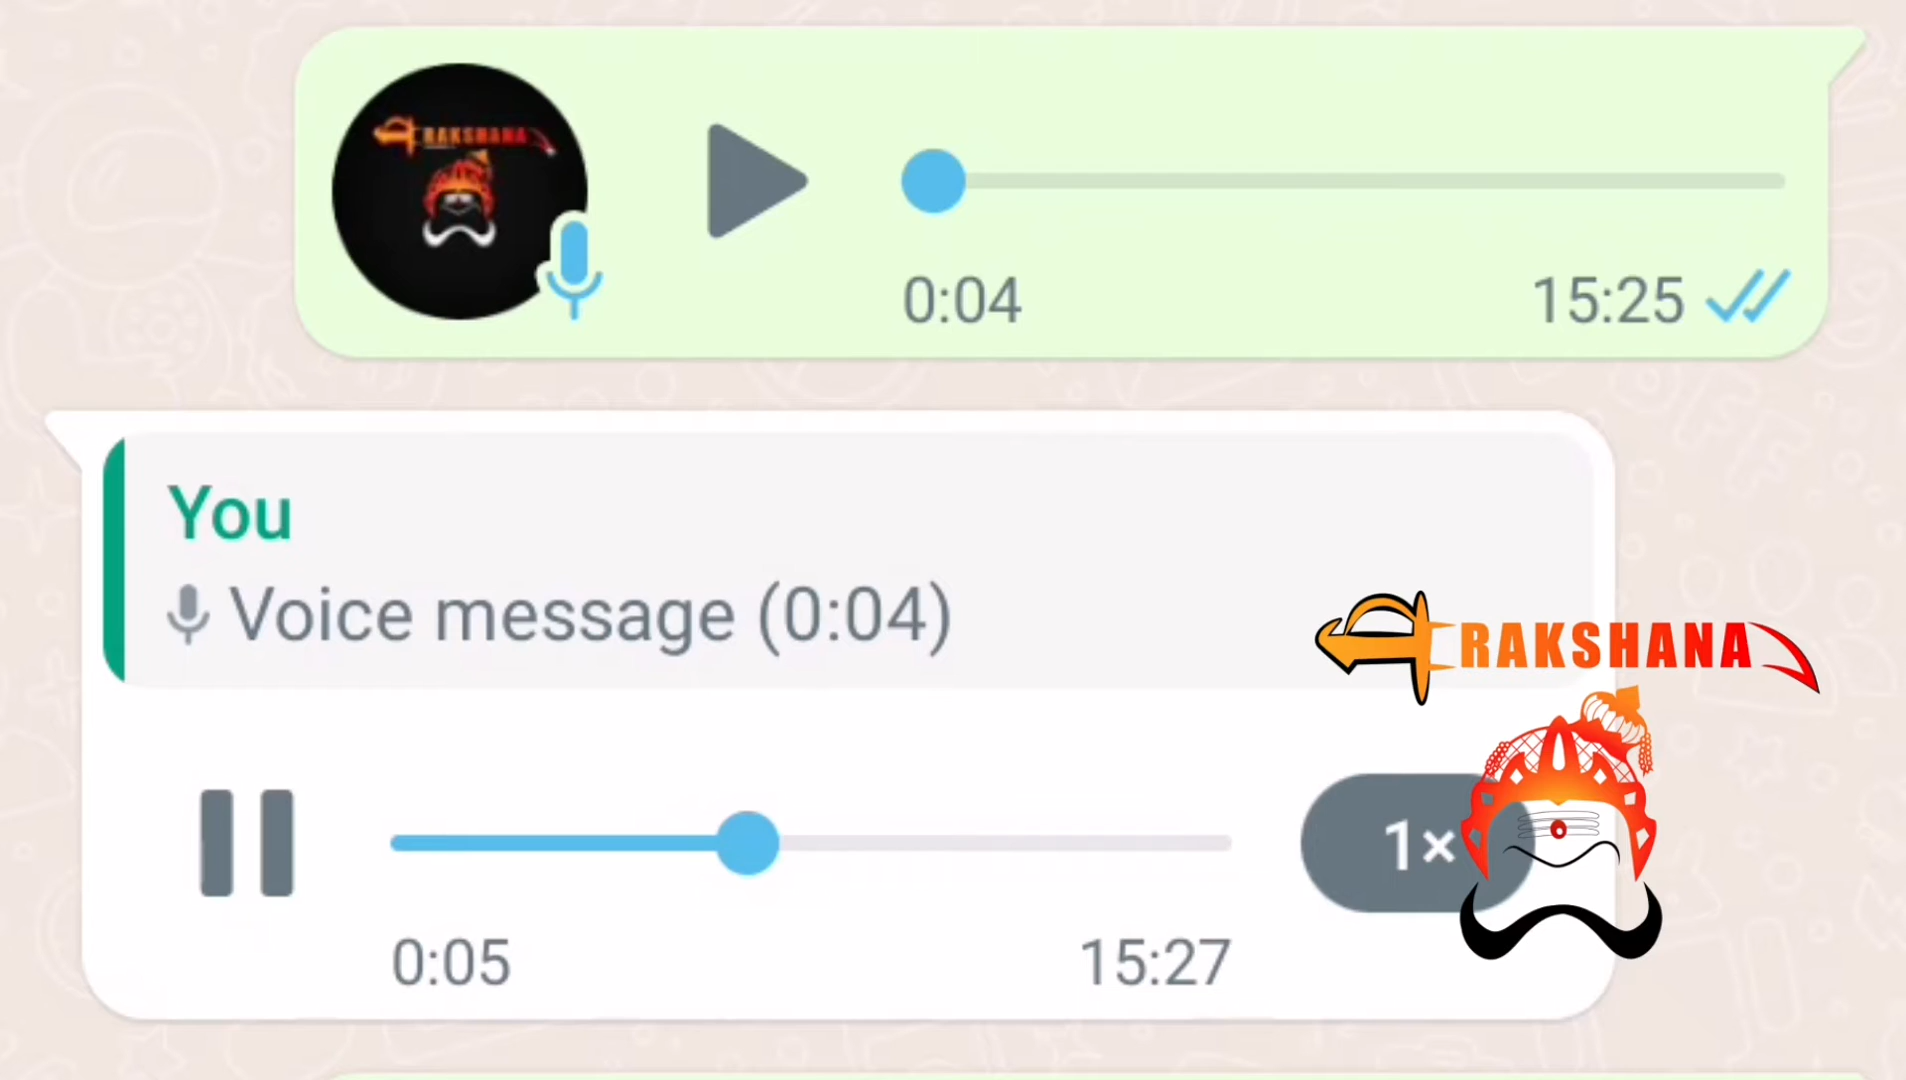 RAKSHANA
0:04
15:25
You
Voice message (0:04)
RAKSHANA
1×
0:05
15:27